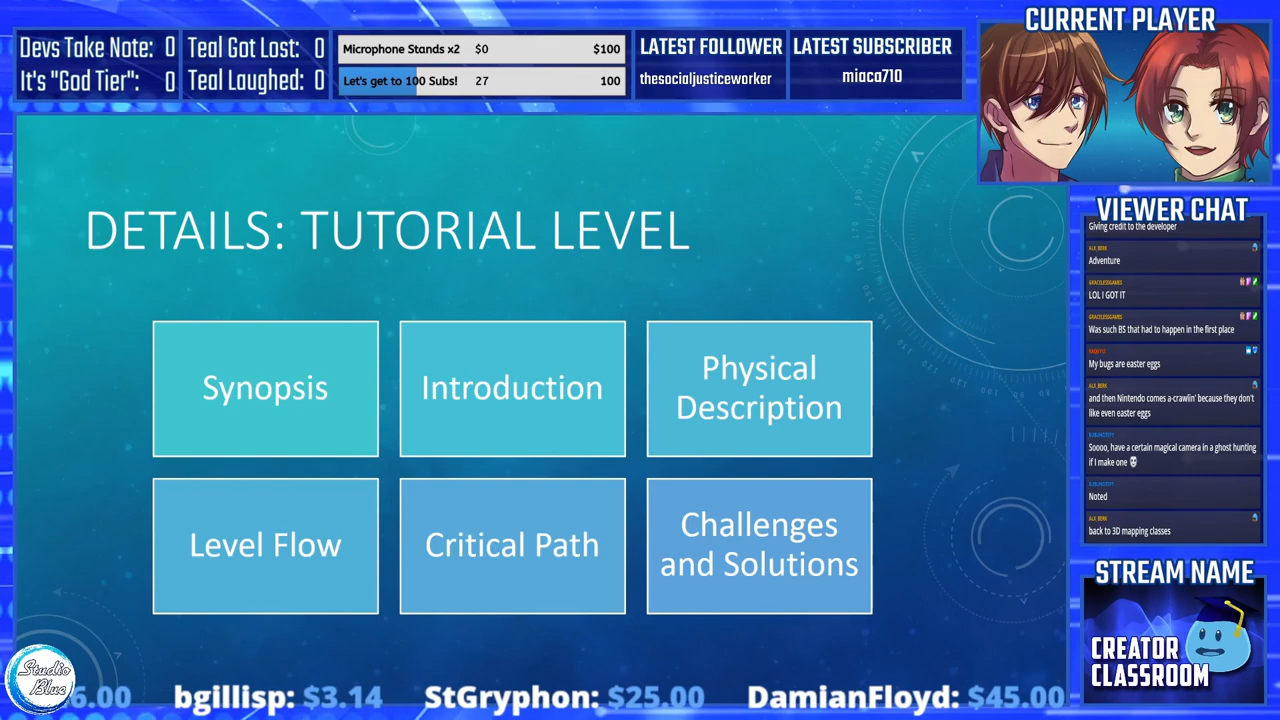 Devs Take Note: 0
It's "God Tier": 0
Teal Got Lost: 0
Teal Laughed: 0
Microphone Stands x2 $0 $100
Let's get to 100 Subs! 27 100
LATEST FOLLOWER
thesocialjusticeworker
LATEST SUBSCRIBER
miaca710
CURRENT PLAYER
DETAILS: TUTORIAL LEVEL
Synopsis
Introduction
Physical
Description
Level Flow
Critical Path
Challenges
and Solutions
VIEWER CHAT
Giving credit to the developer
ALX_BERK
Adventure
GRACELESSGAMES
LOL I GOT IT
GRACELESSGAMES
Was such BS that had to happen in the first place
My bugs are easter eggs
ALX_BERK
and then Nintendo comes a-crawlin' because they don't
like even easter eggs
Soooo, have a certain magical camera in a ghost hunting
if I make one
Noted
ALX_BERK
back to 3D mapping classes
STREAM NAME
CREATOR
CLASSROOM
Studio
Blue
6.00 bgillisp: $3.14 StGryphon: $25.00 DamianFloyd: $45.00